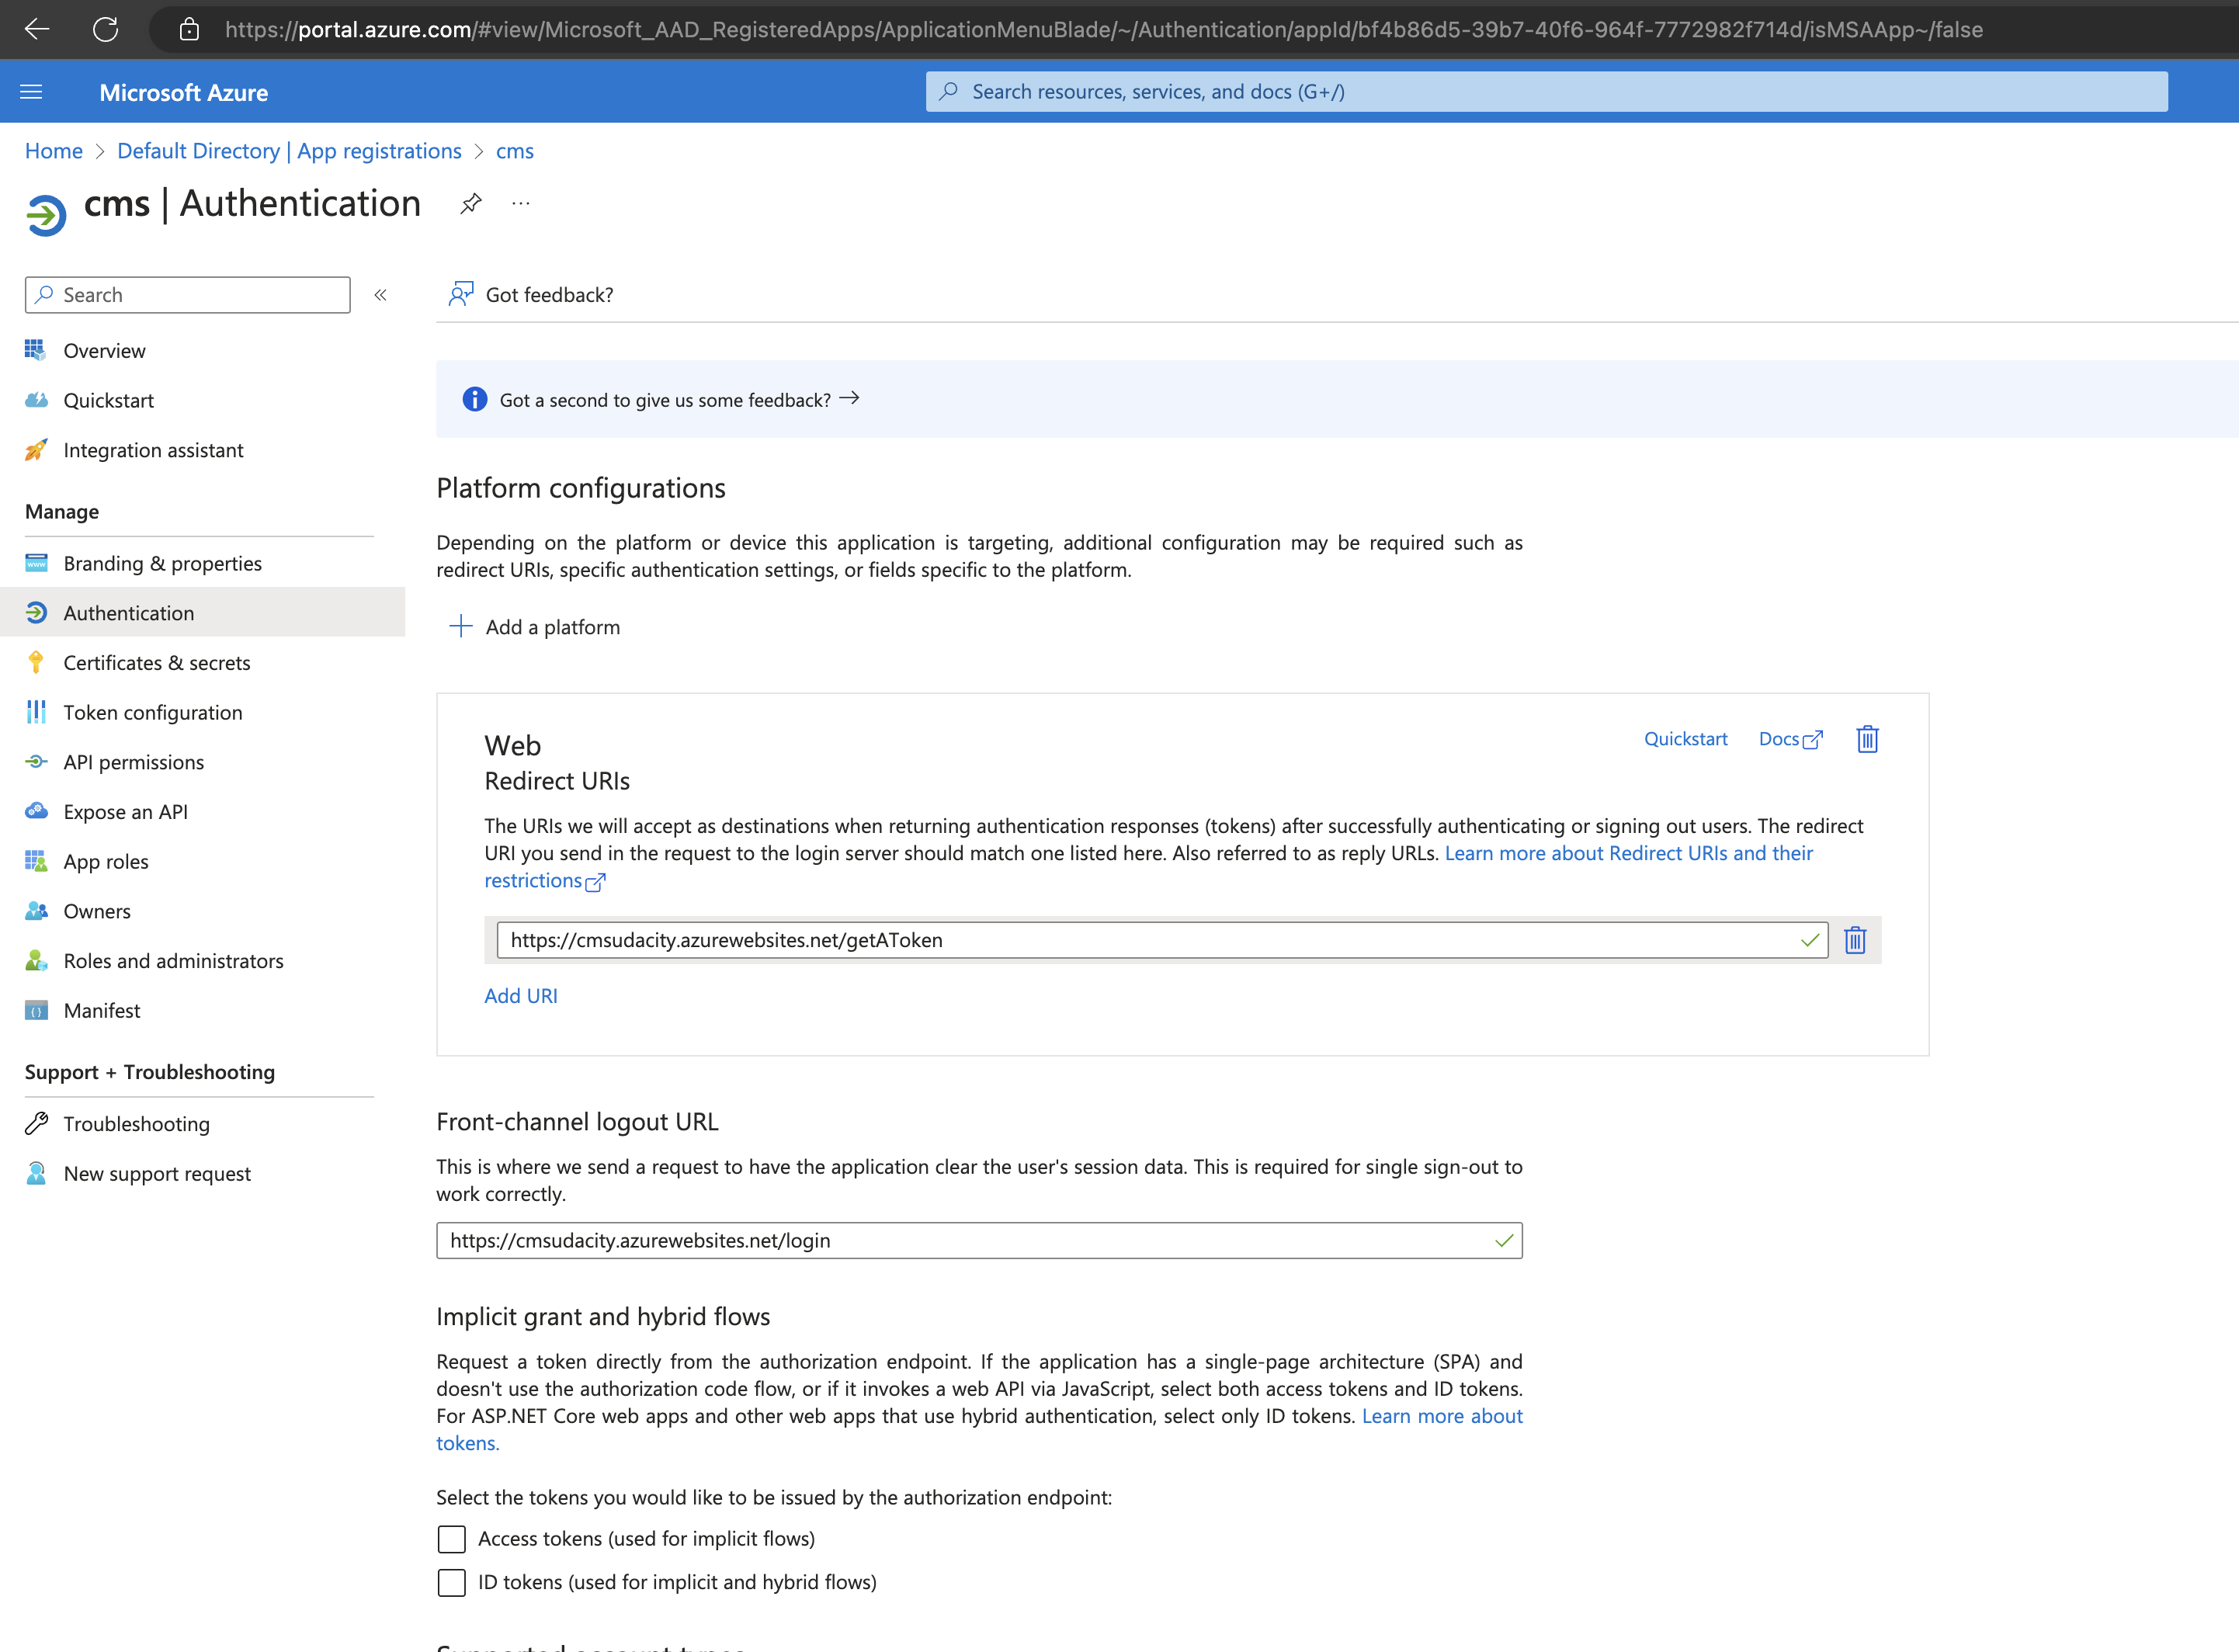 https://portal.azure.com/#view/Microsoft_AAD_RegisteredApps/ApplicationMenuBlade/~/Authentication/appId/bf4b86d5-39b7-40f6-964f-7772982f714d/isMSAApp~/false
Microsoft Azure
Search resources, services, and docs (G+/)
Home > Default Directory | App registrations > cms
cms | Authentication
Search
Got feedback?
Overview
Quickstart
Integration assistant
Manage
Branding & properties
Authentication
Certificates & secrets
Token configuration
API permissions
Expose an API
App roles
Owners
Roles and administrators
Manifest
Support + Troubleshooting
Troubleshooting
New support request
Got a second to give us some feedback?
Platform configurations
Depending on the platform or device this application is targeting, additional configuration may be required such as
redirect URIs, specific authentication settings, or fields specific to the platform.
Add a platform
Web
Quickstart
Docs
Redirect URIs
The URIs we will accept as destinations when returning authentication responses (tokens) after successfully authenticating or signing out users. The redirect
URI you send in the request to the login server should match one listed here. Also referred to as reply URLs. Learn more about Redirect URIs and their
restrictions
https://cmsudacity.azurewebsites.net/getAToken
Add URI
Front-channel logout URL
This is where we send a request to have the application clear the user's session data. This is required for single sign-out to
work correctly.
https://cmsudacity.azurewebsites.net/login
Implicit grant and hybrid flows
Request a token directly from the authorization endpoint. If the application has a single-page architecture (SPA) and
doesn't use the authorization code flow, or if it invokes a web API via JavaScript, select both access tokens and ID tokens.
For ASP.NET Core web apps and other web apps that use hybrid authentication, select only ID tokens. Learn more about
tokens.
Select the tokens you would like to be issued by the authorization endpoint:
Access tokens (used for implicit flows)
ID tokens (used for implicit and hybrid flows)
Supported account types